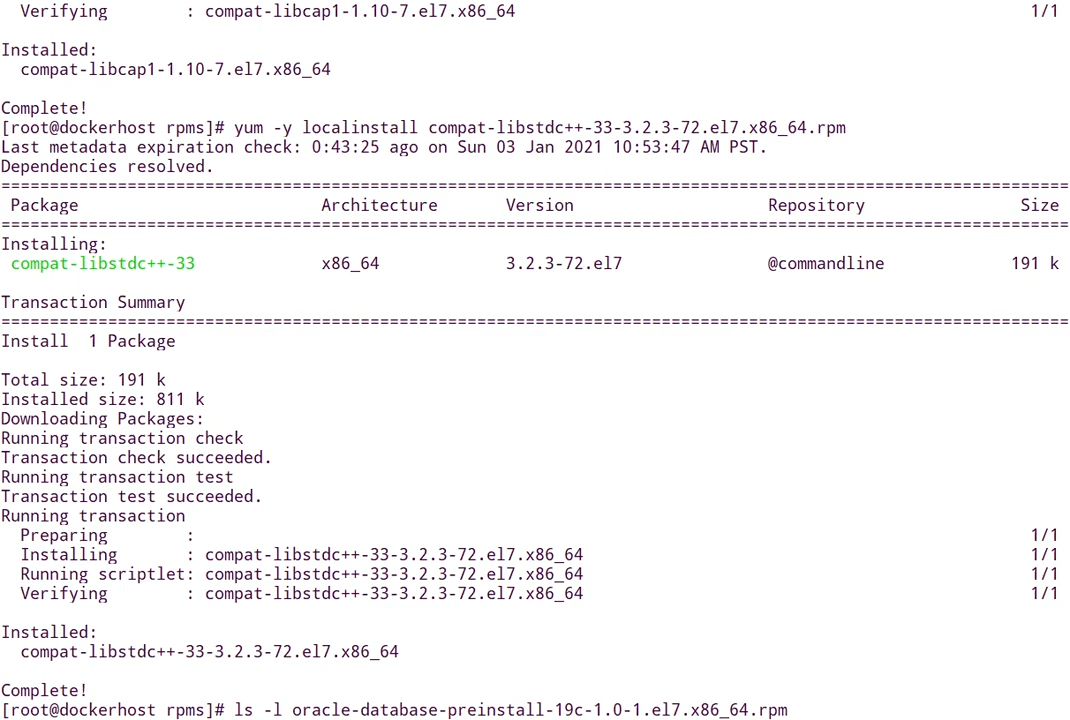 Verifying        : compat-libcap1-1.10-7.el7.x86_64                                                     1/1
Installed:
compat-libcap1-1.10-7.el7.x86_64
Complete!
[root@dockerhost rpms]# yum -y localinstall compat-libstdc++-33-3.2.3-72.el7.x86_64.rpm
Last metadata expiration check: 0:43:25 ago on Sun 03 Jan 2021 10:53:47 AM PST.
Dependencies resolved.
==============================================================================================================
Package                         Architecture       Version                    Repository                Size
==============================================================================================================
Installing:
compat-libstdc++-33             x86_64             3.2.3-72.el7               @commandline             191 k
Transaction Summary
==============================================================================================================
Install  1 Package
Total size: 191 k
Installed size: 811 k
Downloading Packages:
Running transaction check
Transaction check succeeded.
Running transaction test
Transaction test succeeded.
Running transaction
Preparing        :                                                                                      1/1
Installing       : compat-libstdc++-33-3.2.3-72.el7.x86_64                                              1/1
Running scriptlet: compat-libstdc++-33-3.2.3-72.el7.x86_64                                              1/1
Verifying        : compat-libstdc++-33-3.2.3-72.el7.x86_64                                              1/1
Installed:
compat-libstdc++-33-3.2.3-72.el7.x86_64
Complete!
[root@dockerhost rpms]# ls -l oracle-database-preinstall-19c-1.0-1.el7.x86_64.rpm